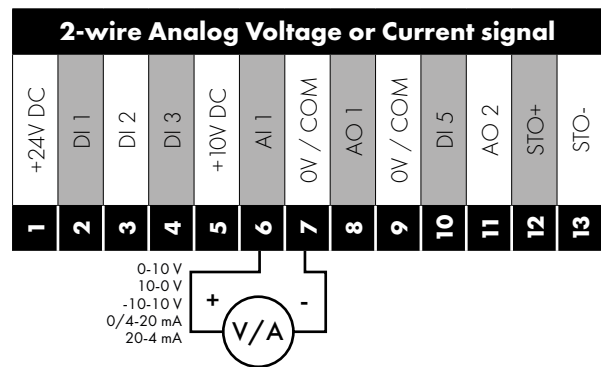 2-wire Analog Voltage or Current signal
+24V DC
DI 1
DI 2
DI 3
+10V DC
AI 1
0V / COM
AO 1
0V / COM
DI 5
AO 2
STO+
STO-
1
2
3
4
5
6
7
8
9
10
11
12
13
0-10 V
10-0 V
-10-10 V
0/4-20 mA
20-4 mA
+
-
V/A